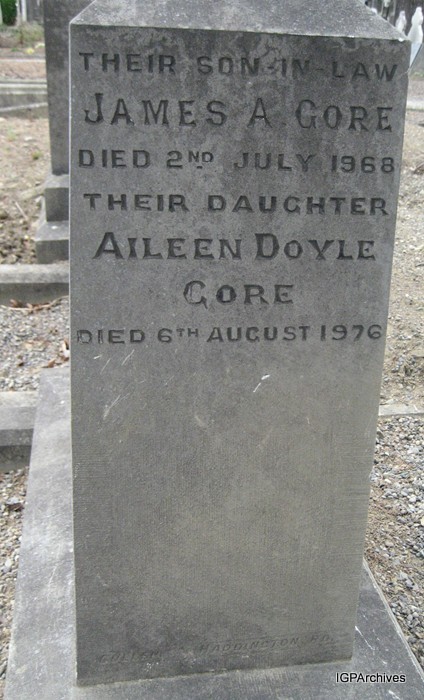 THEIR SON-IN-LAW
JAMES A. GORE
DIED 2ND JULY 1968
THEIR DAUGHTER
AILEEN DOYLE
GORE
DIED 6TH AUGUST 1976
HADDINGTON RD.
IGPArchives